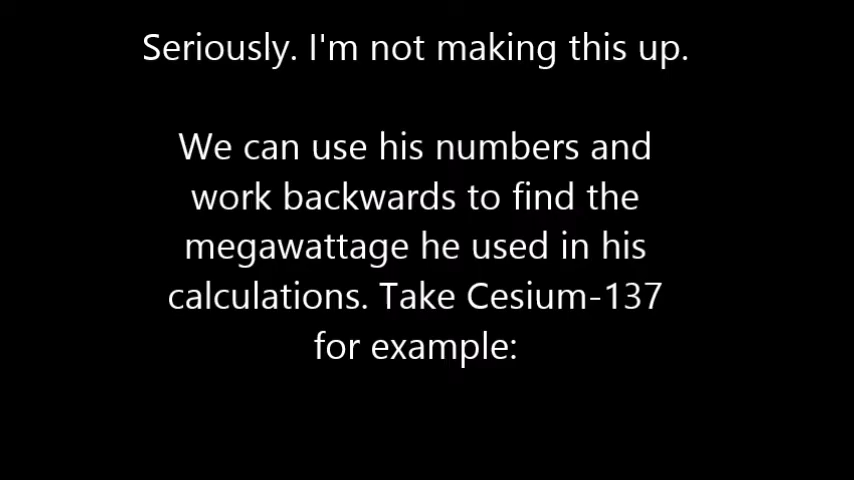 Seriously. I'm not making this up.
We can use his numbers and
work backwards to find the
megawattage he used in his
calculations. Take Cesium-137
for example: